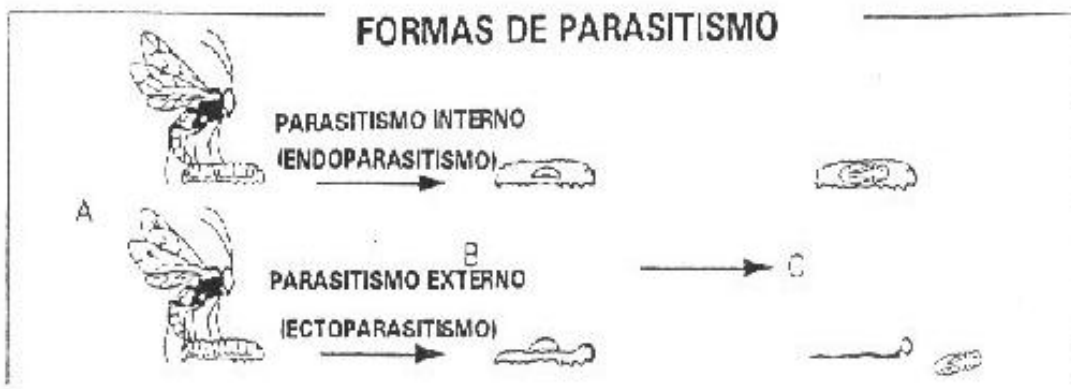 FORMAS DE PARASITISMO
PARASITISMO INTERNO
(ENDOPARASITISMO)
A
B
C
PARASITISMO EXTERNO
(ECTOPARASITISMO)